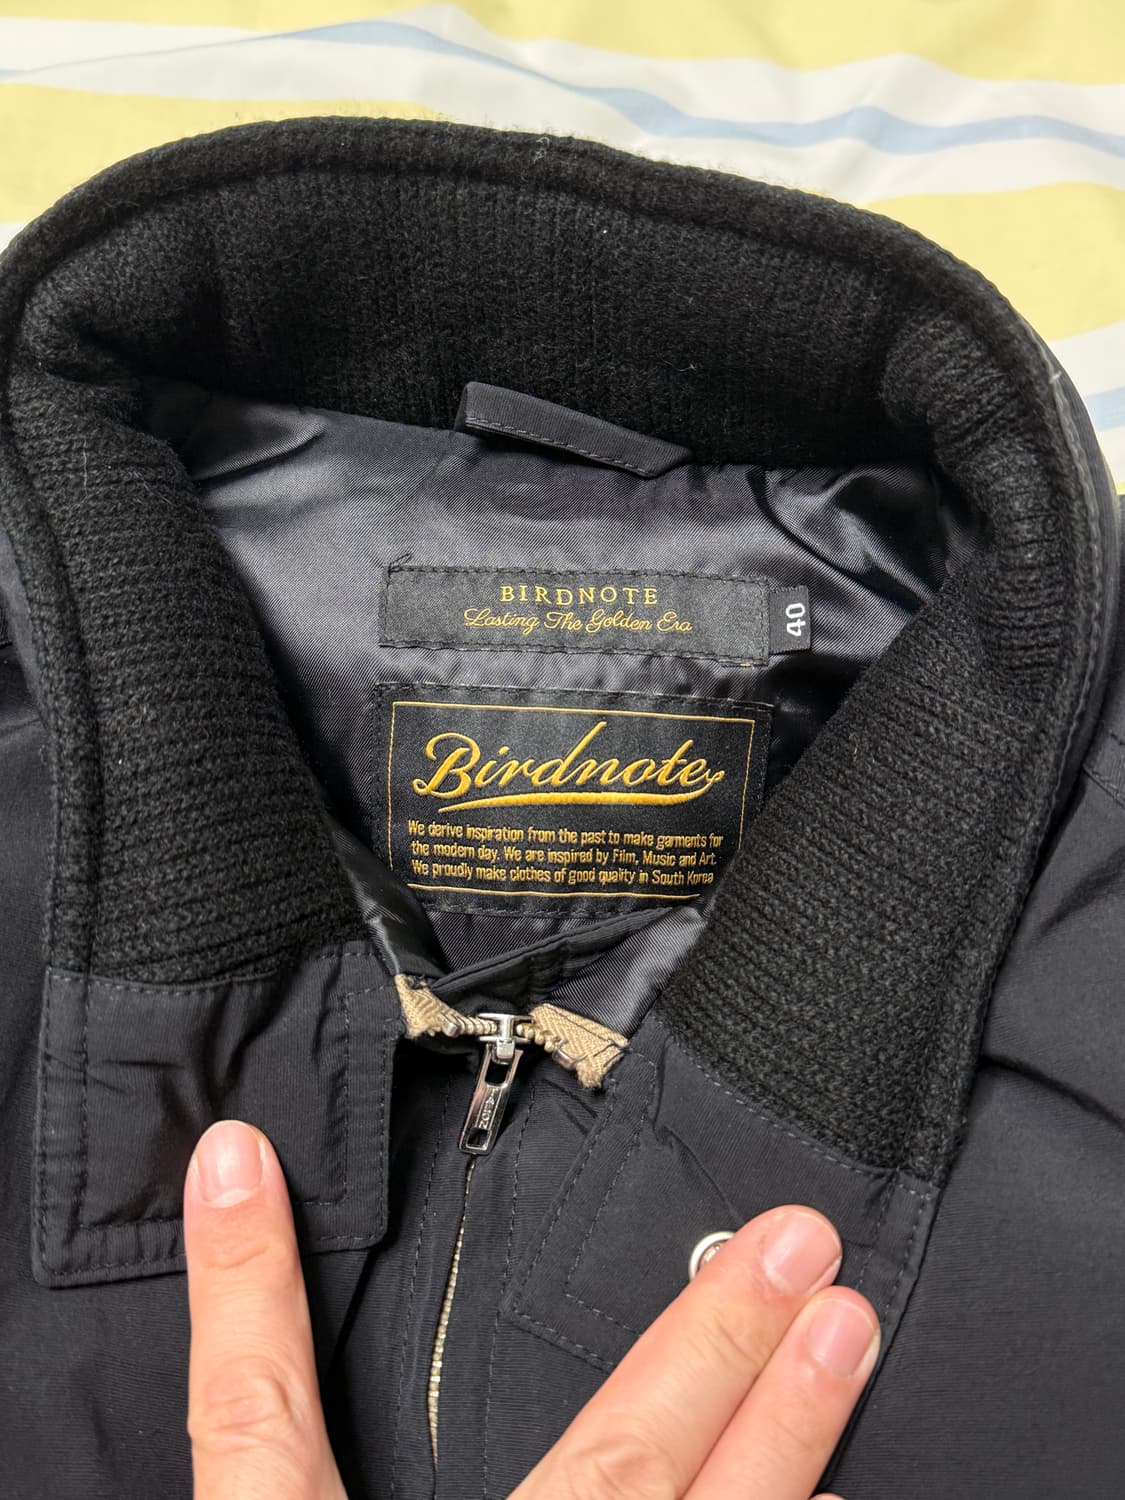 BIRDNOTE
Lasting The Golden Era
40
Birdnote
We derive inspiration from the past to make garments for
the modern day. We are inspired by Film, Music and Art.
We proudly make clothes of good quality in South Korea
TALON